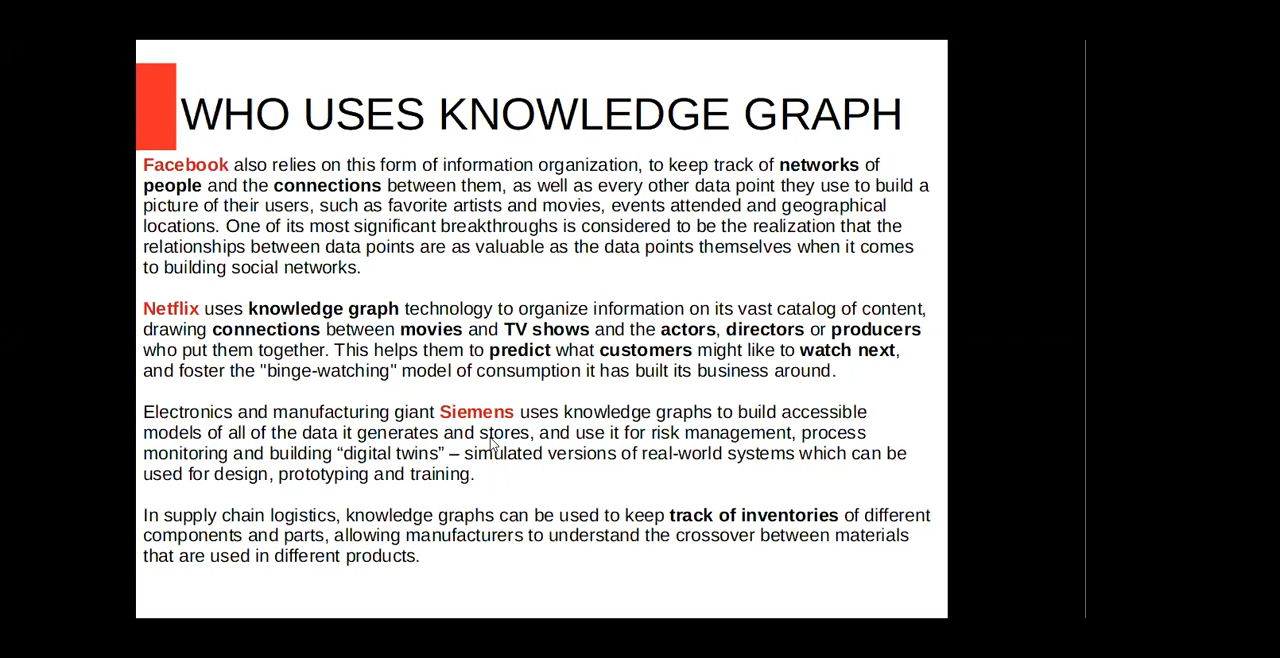 WHO USES KNOWLEDGE GRAPH
Facebook also relies on this form of information organization, to keep track of networks of
people and the connections between them, as well as every other data point they use to build a
picture of their users, such as favorite artists and movies, events attended and geographical
locations. One of its most significant breakthroughs is considered to be the realization that the
relationships between data points are as valuable as the data points themselves when it comes
to building social networks.
Netflix uses knowledge graph technology to organize information on its vast catalog of content,
drawing connections between movies and TV shows and the actors, directors or producers
who put them together. This helps them to predict what customers might like to watch next,
and foster the "binge-watching" model of consumption it has built its business around.
Electronics and manufacturing giant Siemens uses knowledge graphs to build accessible
models of all of the data it generates and stores, and use it for risk management, process
monitoring and building “digital twins” – simulated versions of real-world systems which can be
used for design, prototyping and training.
In supply chain logistics, knowledge graphs can be used to keep track of inventories of different
components and parts, allowing manufacturers to understand the crossover between materials
that are used in different products.